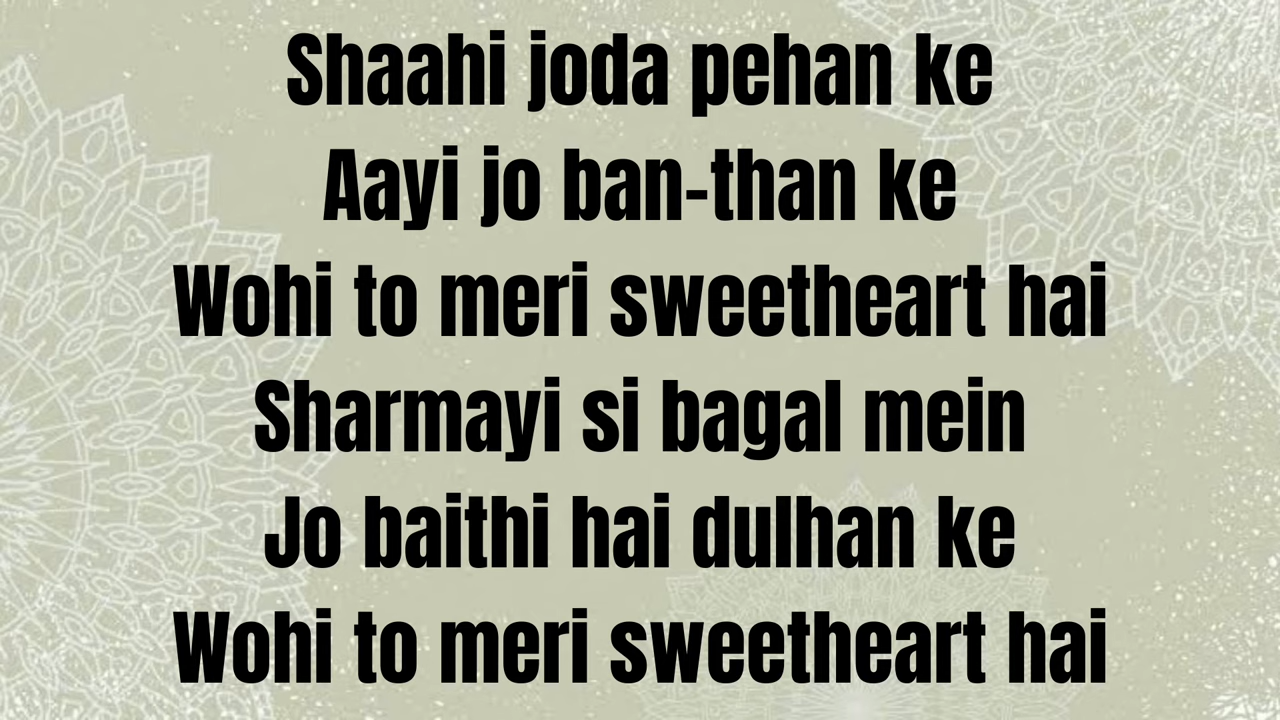 Shaahi joda pehan ke
Aayi jo ban-than ke
Wohi to meri sweetheart hai
Sharmayi si bagal mein
Jo baithi hai dulhan ke
Wohi to meri sweetheart hai